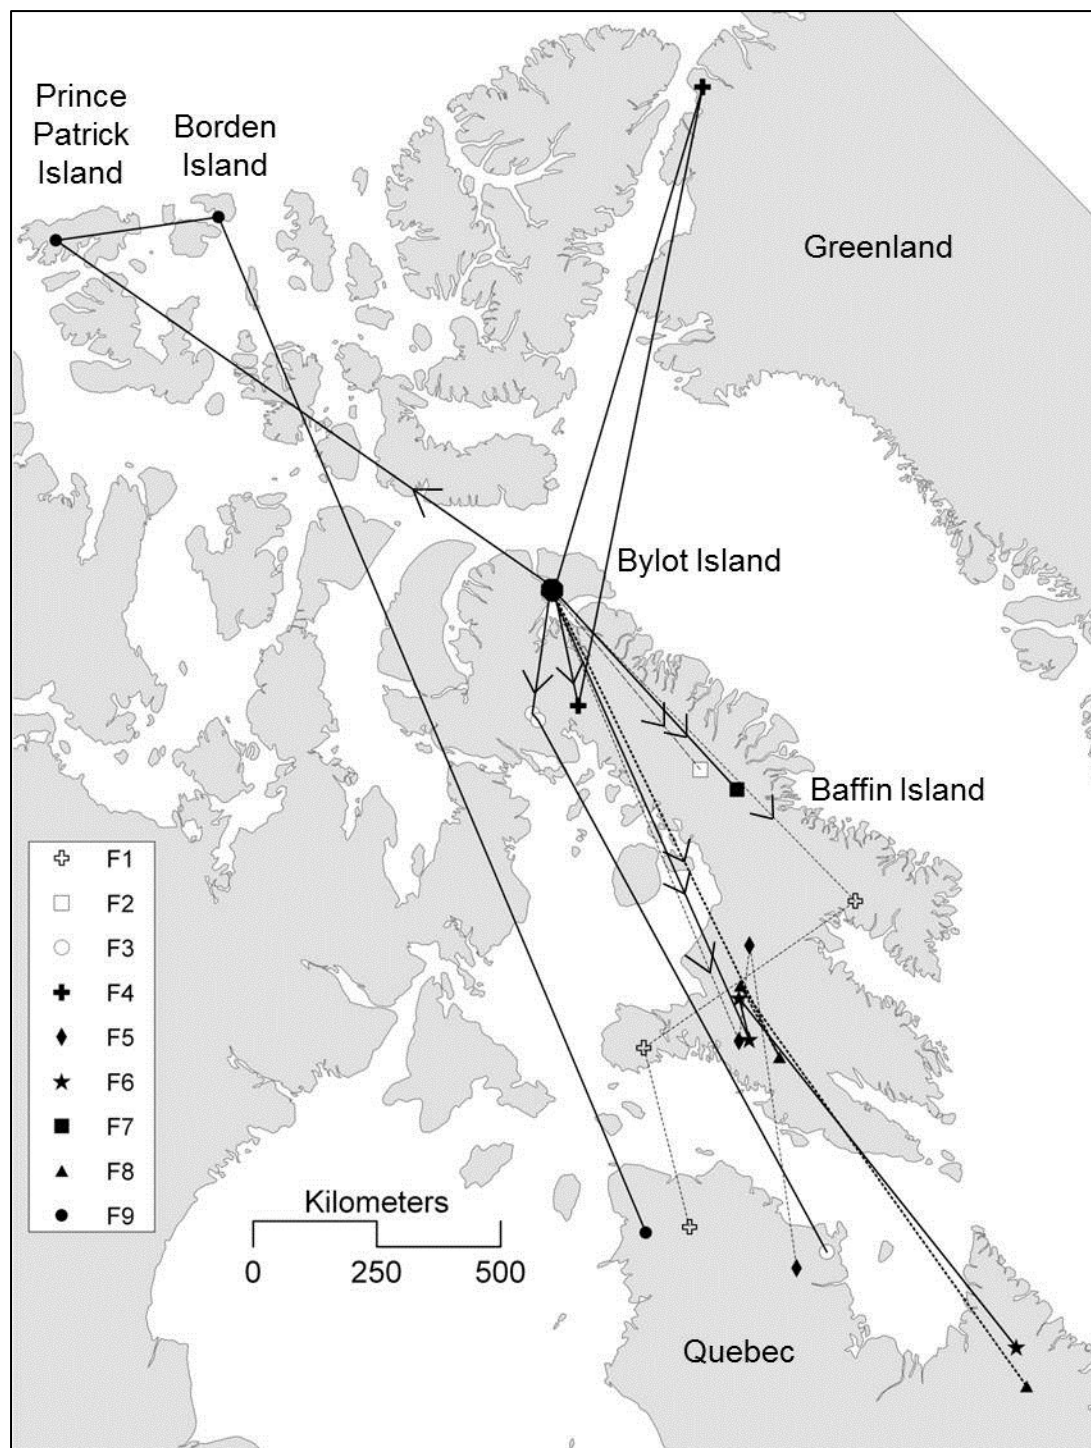 Prince
Patrick
Island
Borden
Island
Greenland
Bylot Island
Baffin Island
F1
F2
F3
F4
F5
F6
F7
F8
F9
Kilometers
0 250 500
Quebec